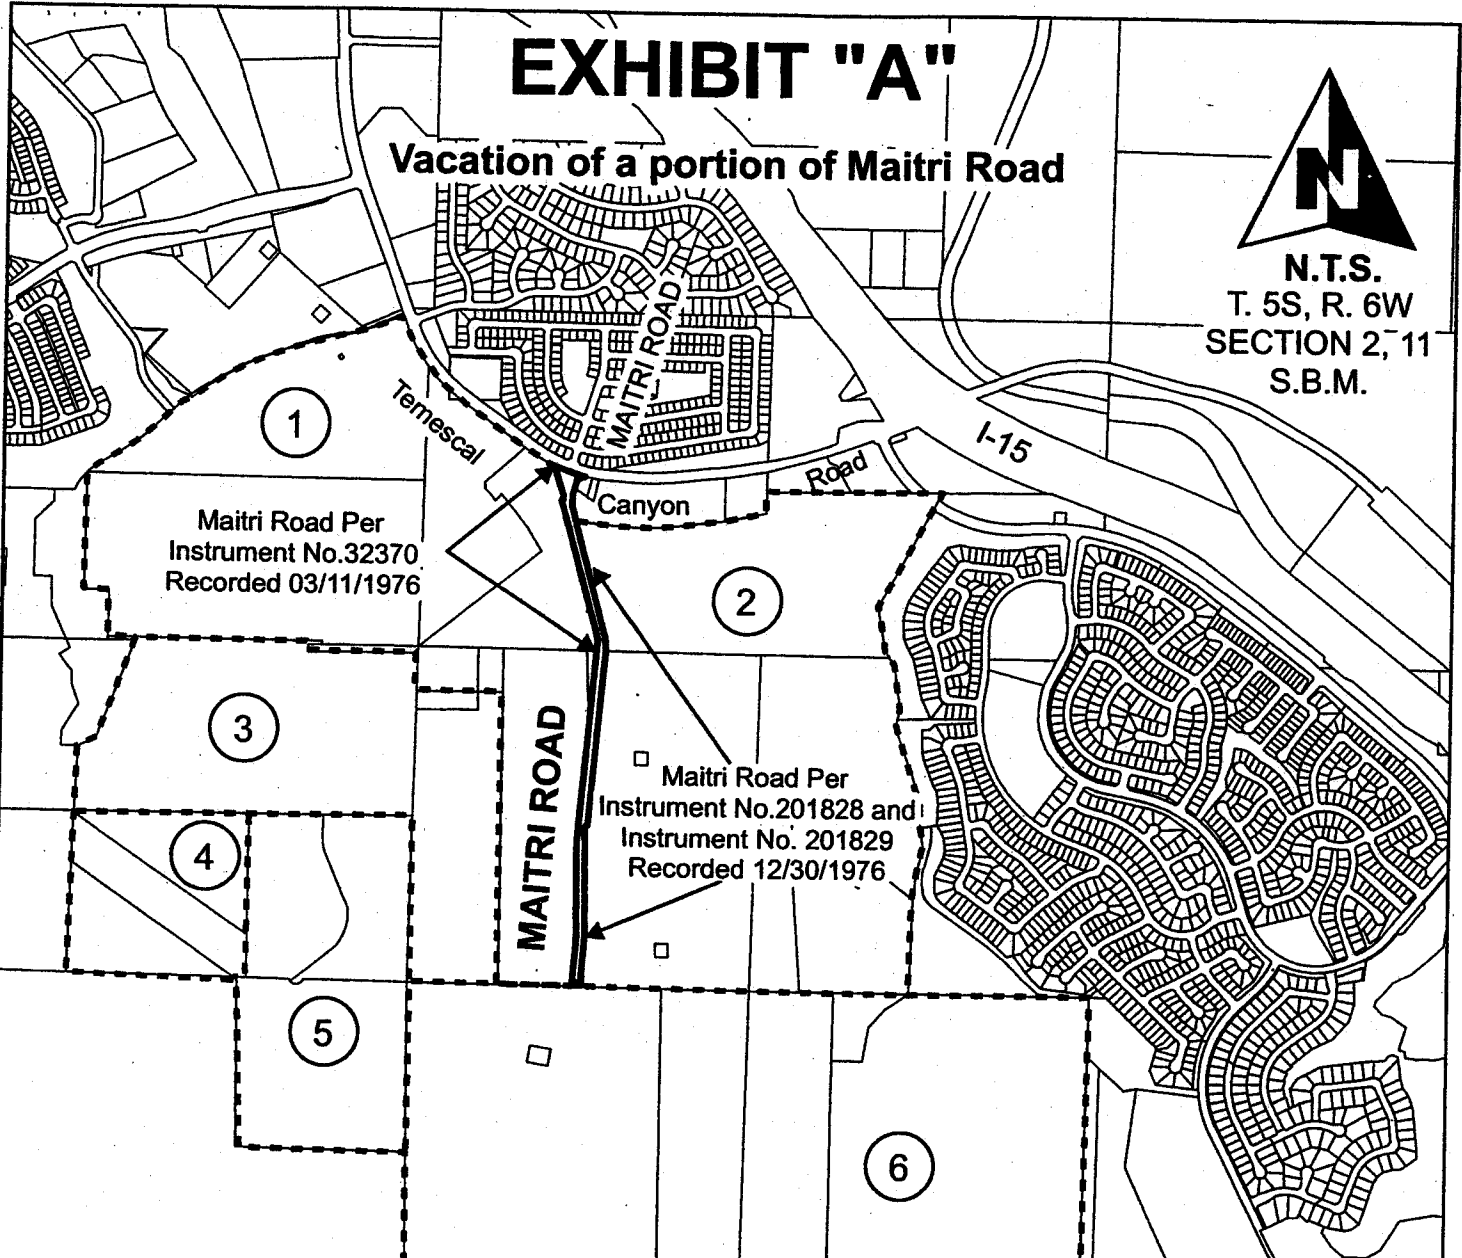 EXHIBIT "A"
Vacation of a portion of Maitri Road
N
N.T.S.
T. 5S, R. 6W
SECTION 2, 11
S.B.M.
MAITRI ROAD
1
Temescal
I-15
Road
Canyon
Maitri Road Per
Instrument No.32370
Recorded 03/11/1976
2
3
MAITRI ROAD
Maitri Road Per
Instrument No.201828 and
Instrument No. 201829
Recorded 12/30/1976
4
5
6